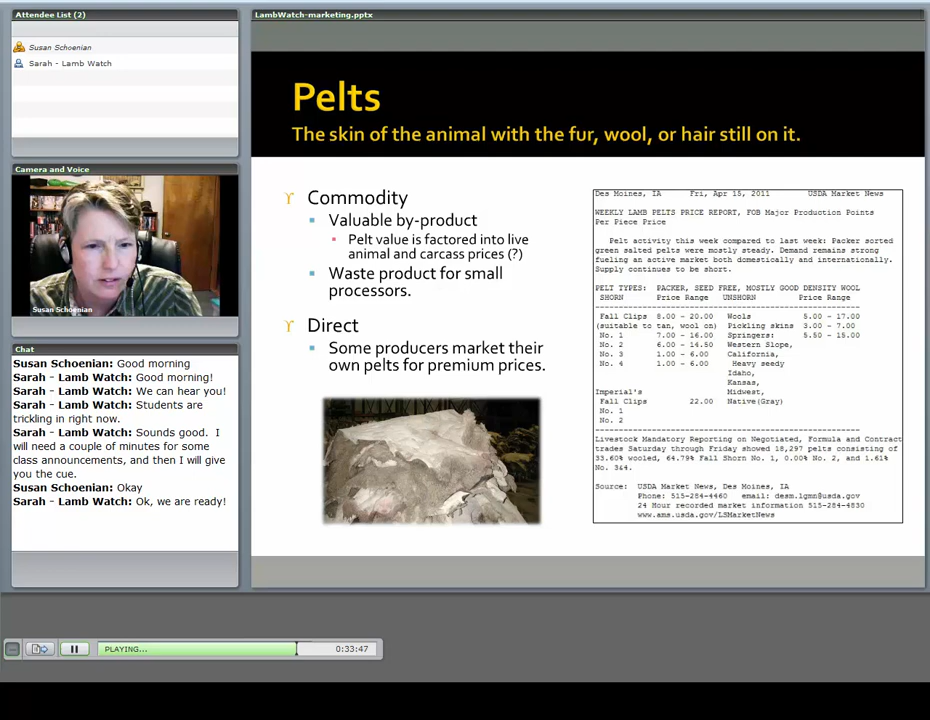 Attendee List (2)
Susan Schoenian
Sarah - Lamb Watch
Camera and Voice
Susan Schoenian
Chat
Susan Schoenian: Good morning
Sarah - Lamb Watch: Good morning!
Sarah - Lamb Watch: We can hear you!
Sarah - Lamb Watch: Students are
trickling in right now.
Sarah - Lamb Watch: Sounds good.  I
will need a couple of minutes for some
class announcements, and then I will give
you the cue.
Susan Schoenian: Okay
Sarah - Lamb Watch: Ok, we are ready!
LambWatch-marketing.pptx
Pelts
The skin of the animal with the fur, wool, or hair still on it.
Commodity
Valuable by-product
Pelt value is factored into live
animal and carcass prices (?)
Waste product for small
processors.
Direct
Some producers market their
own pelts for premium prices.
Des Moines, IA Fri, Apr 15, 2011 USDA Market News
WEEKLY LAMB PELTS PRICE REPORT, FOB Major Production Points
Per Piece Price
Pelt activity this week compared to last week: Packer sorted
green salted pelts were mostly steady. Demand remains strong
fueling an active market both domestically and internationally.
Supply continues to be short.
PELT TYPES: PACKER, SEED FREE, MOSTLY GOOD DENSITY WOOL
SHORN Price Range UNSHORN Price Range
Fall Clips 8.00 - 20.00 Wools 5.00 - 17.00
(suitable to tan, wool on) Pickling skins 3.00 - 7.00
No. 1 7.00 - 16.00 Springers: 5.50 - 15.00
No. 2 6.00 - 14.50 Western Slope,
No. 3 1.00 - 6.00 California,
No. 4 1.00 - 6.00 Heavy seedy
Idaho,
Kansas,
Imperial's Midwest,
Fall Clips 22.00 Native(Gray)
No. 1
No. 2
Livestock Mandatory Reporting on Negotiated, Formula and Contract
trades Saturday through Friday showed 18,297 pelts consisting of
33.60% wooled, 64.79% Fall Shorn No. 1, 0.00% No. 2, and 1.61%
No. 3&4.
Source: USDA Market News, Des Moines, IA
Phone: 515-284-4460 email: desm.lgmn@usda.gov
24 Hour recorded market information 515-284-4830
www.ams.usda.gov/LSMarketNews
PLAYING... 0:33:47